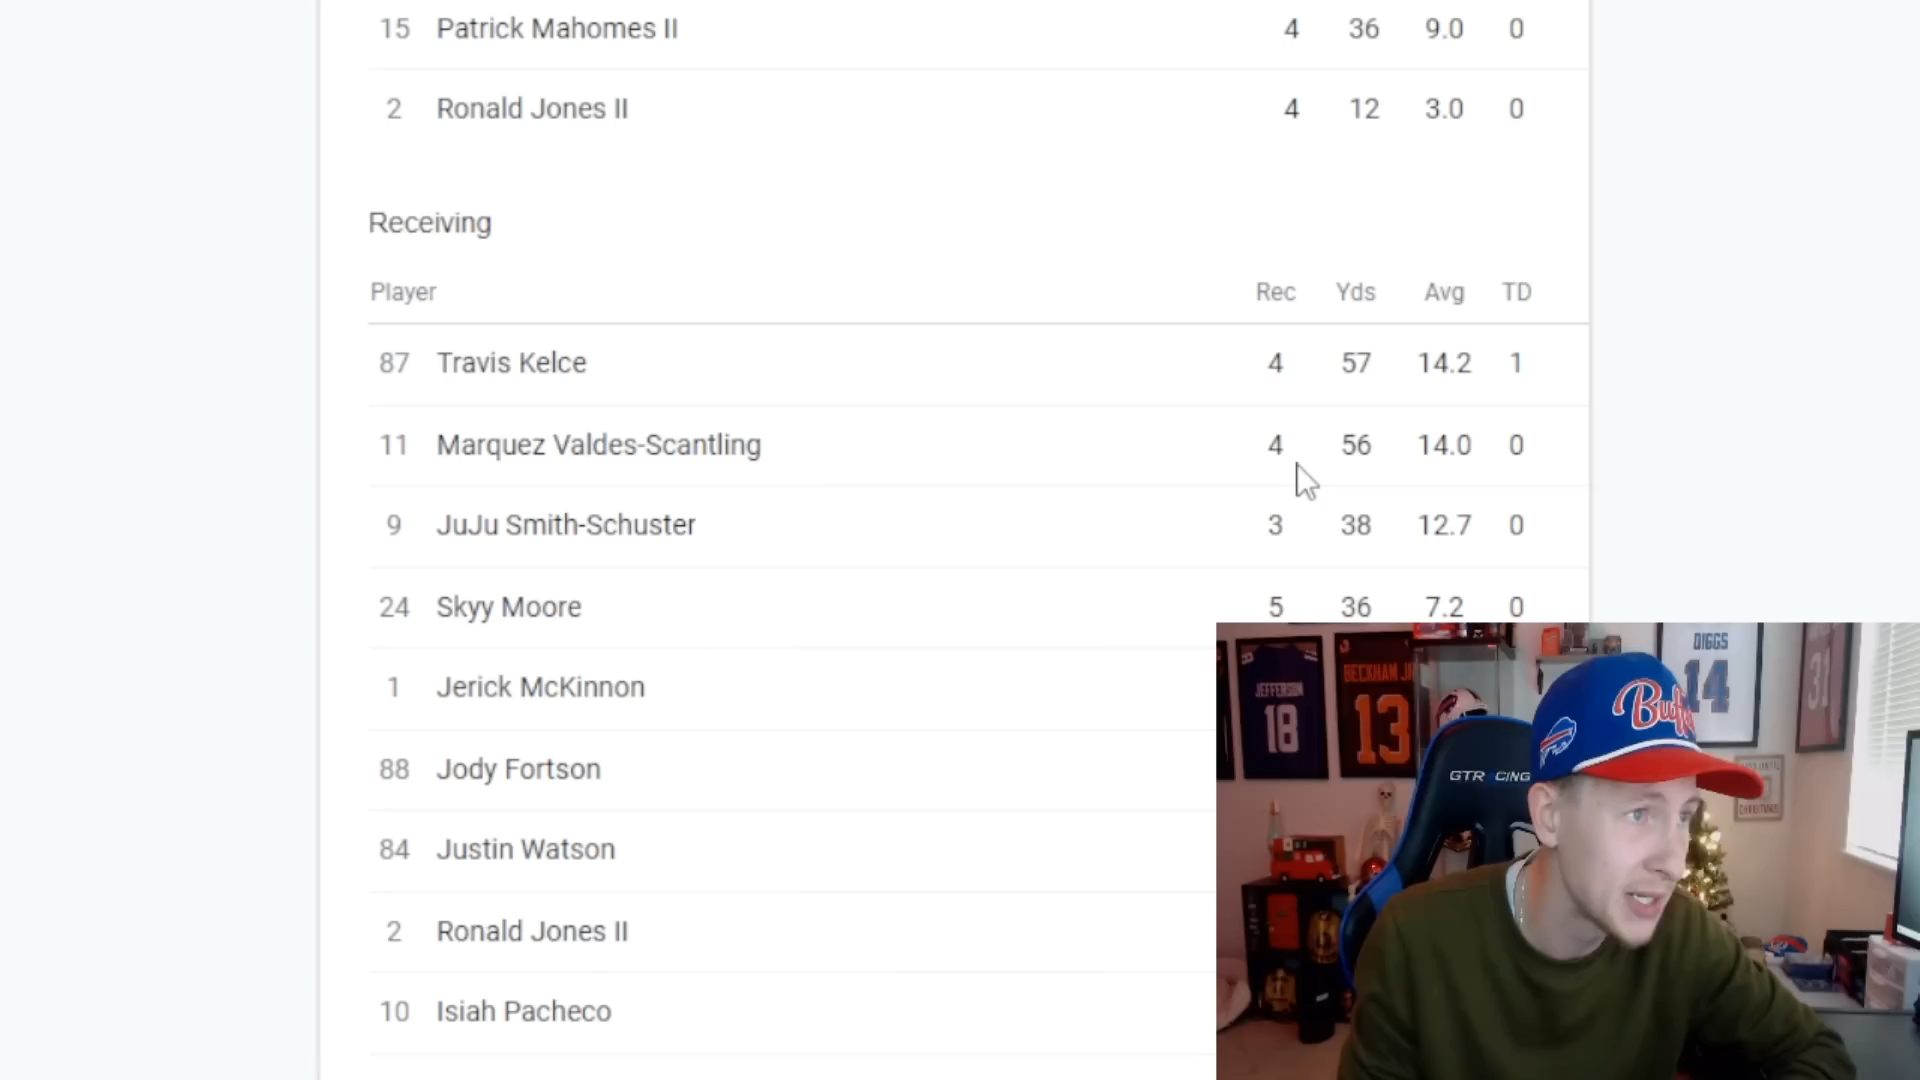 15 Patrick Mahomes II 4 36 9.0 0
2 Ronald Jones II 4 12 3.0 0
Receiving
Player Rec Yds Avg TD
87 Travis Kelce 4 57 14.2 1
11 Marquez Valdes-Scantling 4 56 14.0 0
9 JuJu Smith-Schuster 3 38 12.7 0
24 Skyy Moore 5 36 7.2 0
1 Jerick McKinnon
88 Jody Fortson
84 Justin Watson
2 Ronald Jones II
10 Isiah Pacheco
JEFFERSON
18
BECKHAM JR
13
DIGGS
14
31
GTR CING
CHRISTMAS